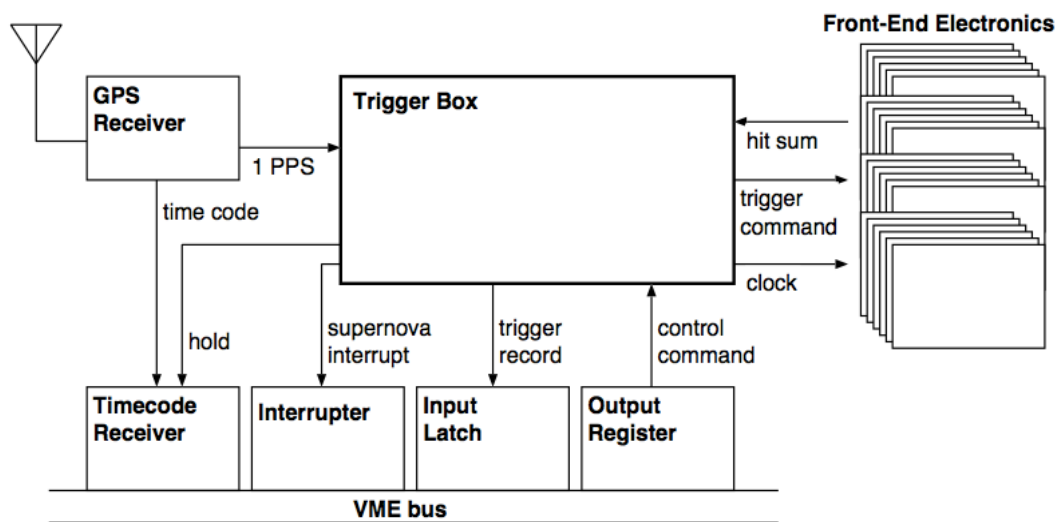 Front-End Electronics
GPS
Receiver
Trigger Box
1 PPS
hit sum
time code
trigger
command
clock
hold
supernova
interrupt
trigger
record
control
command
Timecode
Receiver
Interrupter
Input
Latch
Output
Register
VME bus